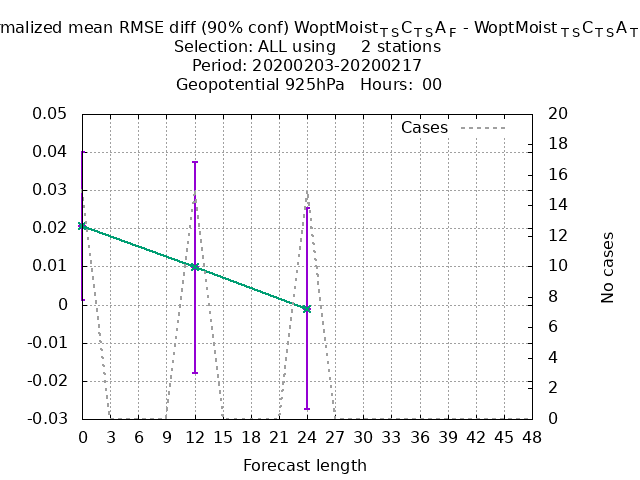 rmalized mean RMSE diff (90% conf) WoptMoist_TSC_TSA_F - WoptMoist_TSC_TSA_T
Selection: ALL using 2 stations
Period: 20200203-20200217
Geopotential 925hPa Hours: 00
Cases
0.05
0.04
0.03
0.02
0.01
0
-0.01
-0.02
-0.03
20
18
16
14
12
10
8
6
4
2
0
No cases
0 3 6 9 12 15 18 21 24 27 30 33 36 39 42 45 48
Forecast length